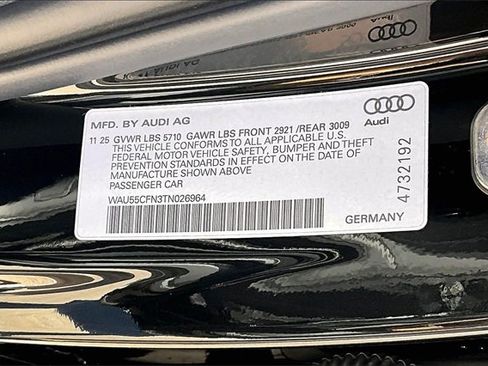 MFD. BY AUDI AG
11 25 GVWR LBS 5710 GAWR LBS FRONT 2921 /REAR 3009
THIS VEHICLE CONFORMS TO ALL APPLICABLE U.S.
FEDERAL MOTOR VEHICLE SAFETY, BUMPER AND THEFT
PREVENTION STANDARDS IN EFFECT ON THE DATE OF
MANUFACTURE SHOWN ABOVE
PASSENGER CAR
WAU55CFN3TN026964
Audi
4732192
GERMANY